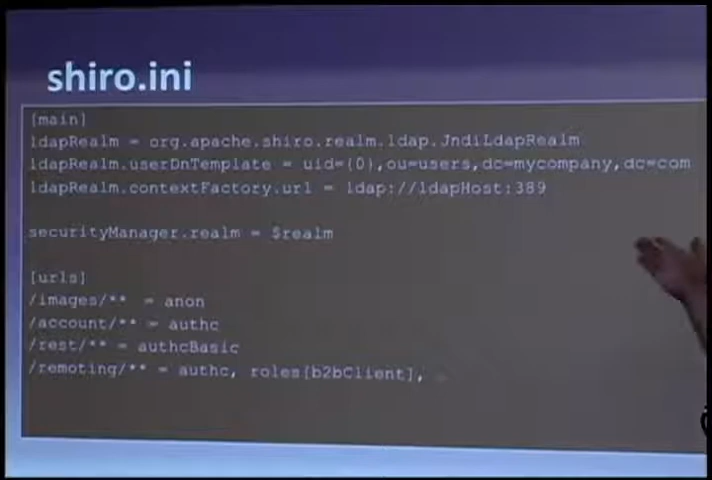 shiro.ini
[main]
ldapRealm = org.apache.shiro.realm.ldap.JndiLdapRealm
ldapRealm.userDnTemplate = uid={0},ou=users,dc=mycompany,dc=com
ldapRealm.contextFactory.url = ldap://ldapHost:389
securityManager.realm = $realm
[urls]
/images/** = anon
/account/** = authc
/rest/** = authcBasic
/remoting/** = authc, roles[b2bClient],